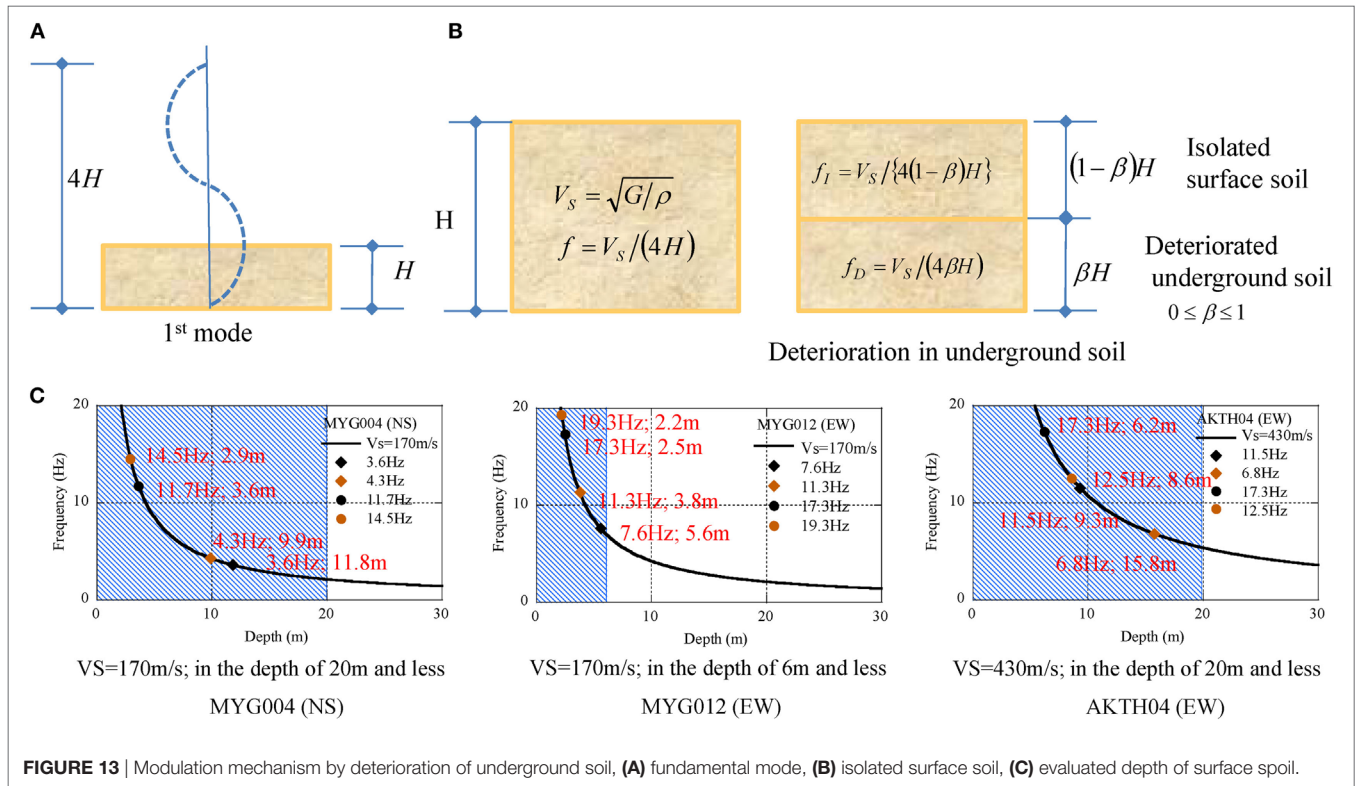 A
4H
H
1st mode
B
H
V_S = √(G/ρ)
f = V_S/(4H)
f_I = V_S/{4(1−β)H}
f_D = V_S/(4βH)
(1−β)H
Isolated
surface soil
βH
Deteriorated
underground soil
0 ≤ β ≤ 1
Deterioration in underground soil
C
20
10
0
Frequency (Hz)
0 10 20 30
Depth (m)
MYG004 (NS)
Vs=170m/s
3.6Hz
4.3Hz
11.7Hz
14.5Hz
14.5Hz; 2.9m
11.7Hz; 3.6m
4.3Hz; 9.9m
3.6Hz; 11.8m
VS=170m/s; in the depth of 20m and less
MYG004 (NS)
20
10
0
Frequency (Hz)
0 10 20 30
Depth (m)
MYG012 (EW)
Vs=170m/s
7.6Hz
11.3Hz
17.3Hz
19.3Hz
19.3Hz; 2.2m
17.3Hz; 2.5m
11.3Hz; 3.8m
7.6Hz; 5.6m
VS=170m/s; in the depth of 6m and less
MYG012 (EW)
20
10
0
Frequency (Hz)
0 10 20 30
Depth (m)
AKTH04 (EW)
Vs=430m/s
11.5Hz
6.8Hz
17.3Hz
12.5Hz
17.3Hz; 6.2m
12.5Hz; 8.6m
11.5Hz; 9.3m
6.8Hz; 15.8m
VS=430m/s; in the depth of 20m and less
AKTH04 (EW)
FIGURE 13 | Modulation mechanism by deterioration of underground soil, (A) fundamental mode, (B) isolated surface soil, (C) evaluated depth of surface spoil.